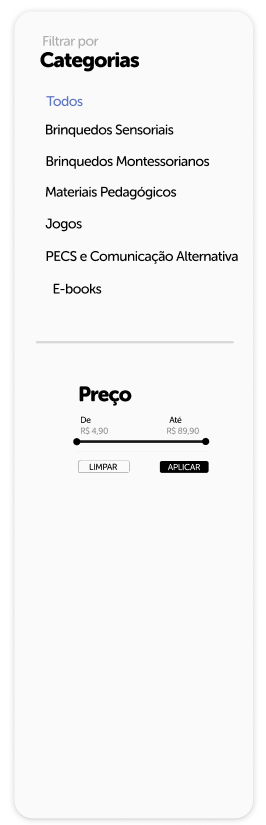 Filtrar por
Categorias
Todos
Brinquedos Sensoriais
Brinquedos Montessorianos
Materiais Pedagógicos
Jogos
PECS e Comunicação Alternativa
E-books
Preço
De Até
R$ 4,90 R$ 89,90
LIMPAR APLICAR